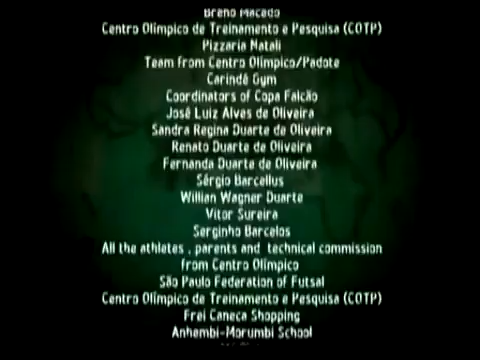 Breno Macedo
Centro Olímpico de Treinamento e Pesquisa (COTP)
Pizzaria Natali
Team from Centro Olímpico/Padote
Carindé Gym
Coordinators of Copa Falcão
José Luiz Alves de Oliveira
Sandra Regina Duarte de Oliveira
Renato Duarte de Oliveira
Fernanda Duarte de Oliveira
Sérgio Barcellus
Willian Wagner Duarte
Vitor Sureira
Serginho Barcelos
All the athletes , parents and technical commission
from Centro Olímpico
São Paulo Federation of Futsal
Centro Olímpico de Treinamento e Pesquisa (COTP)
Frei Caneca Shopping
Anhembi-Morumbi School